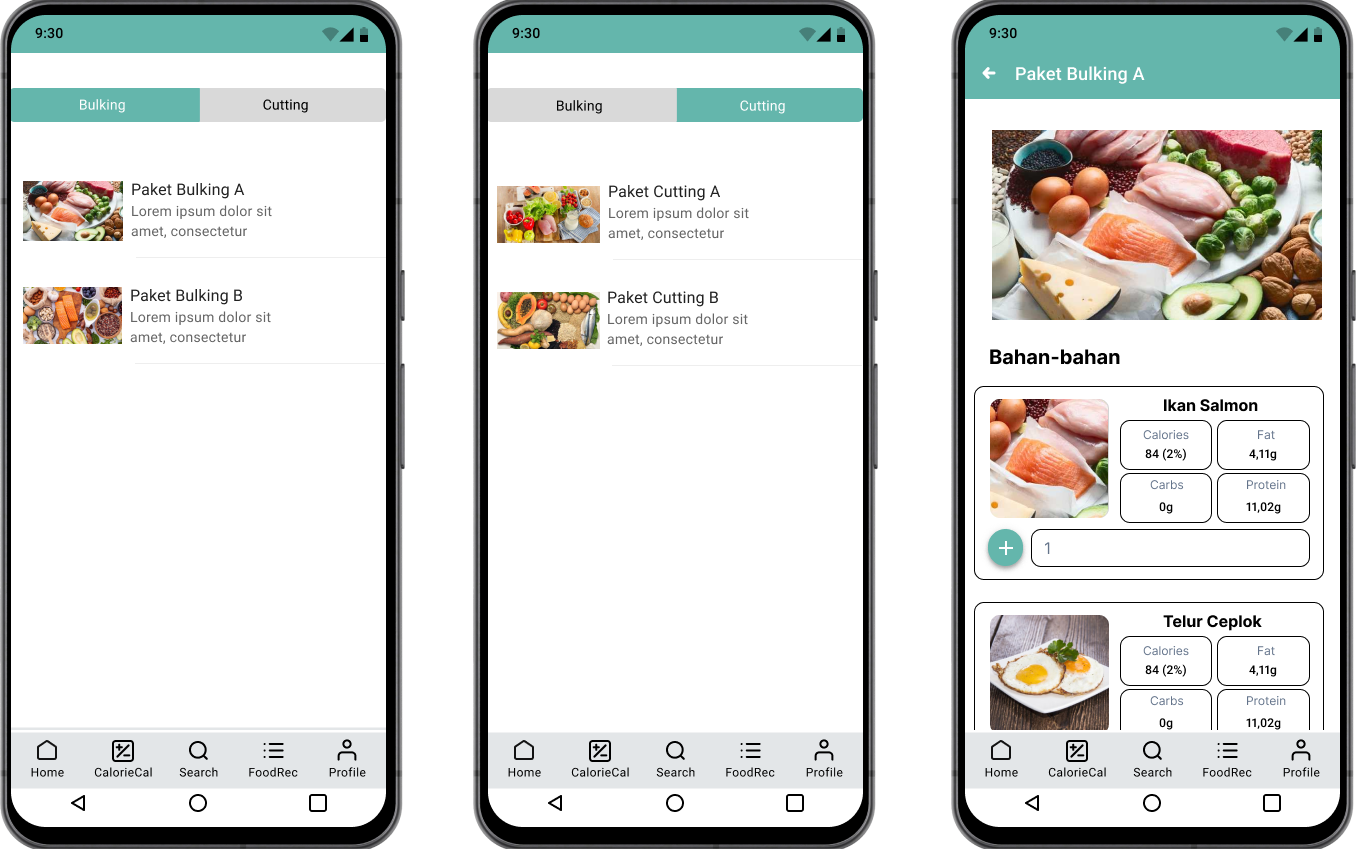 9:30
Bulking
Cutting
Paket Bulking A
Lorem ipsum dolor sit
amet, consectetur
Paket Bulking B
Lorem ipsum dolor sit
amet, consectetur
Home
CalorieCal
Search
FoodRec
Profile
9:30
Bulking
Cutting
Paket Cutting A
Lorem ipsum dolor sit
amet, consectetur
Paket Cutting B
Lorem ipsum dolor sit
amet, consectetur
Home
CalorieCal
Search
FoodRec
Profile
9:30
Paket Bulking A
Bahan-bahan
Ikan Salmon
Calories
84 (2%)
Fat
4,11g
Carbs
0g
Protein
11,02g
1
Telur Ceplok
Calories
84 (2%)
Fat
4,11g
Carbs
0g
Protein
11,02g
Home
CalorieCal
Search
FoodRec
Profile